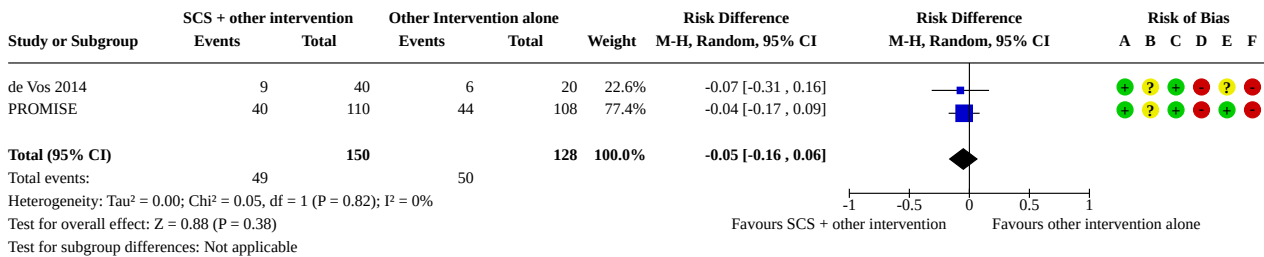 SCS + other intervention Other Intervention alone Risk Difference Risk Difference Risk of Bias
Study or Subgroup Events Total Events Total Weight M-H, Random, 95% CI M-H, Random, 95% CI A B C D E F
de Vos 2014 9 40 6 20 22.6% -0.07 [-0.31 , 0.16] + ? + - ? -
PROMISE 40 110 44 108 77.4% -0.04 [-0.17 , 0.09] + ? + - + -
Total (95% CI) 150 128 100.0% -0.05 [-0.16 , 0.06]
Total events: 49 50
Heterogeneity: Tau² = 0.00; Chi² = 0.05, df = 1 (P = 0.82); I² = 0%
-1 -0.5 0 0.5 1
Test for overall effect: Z = 0.88 (P = 0.38) Favours SCS + other intervention Favours other intervention alone
Test for subgroup differences: Not applicable